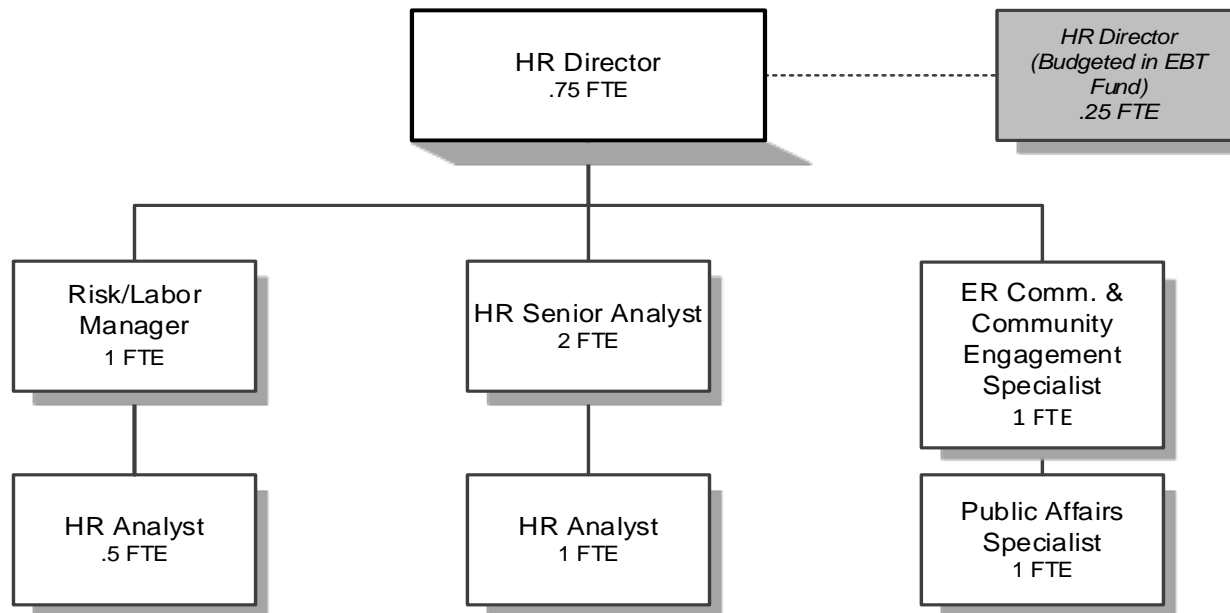 HR Director
.75 FTE
HR Director
(Budgeted in EBT
Fund)
.25 FTE
Risk/Labor
Manager
1 FTE
HR Senior Analyst
2 FTE
ER Comm. &
Community
Engagement
Specialist
1 FTE
HR Analyst
.5 FTE
HR Analyst
1 FTE
Public Affairs
Specialist
1 FTE